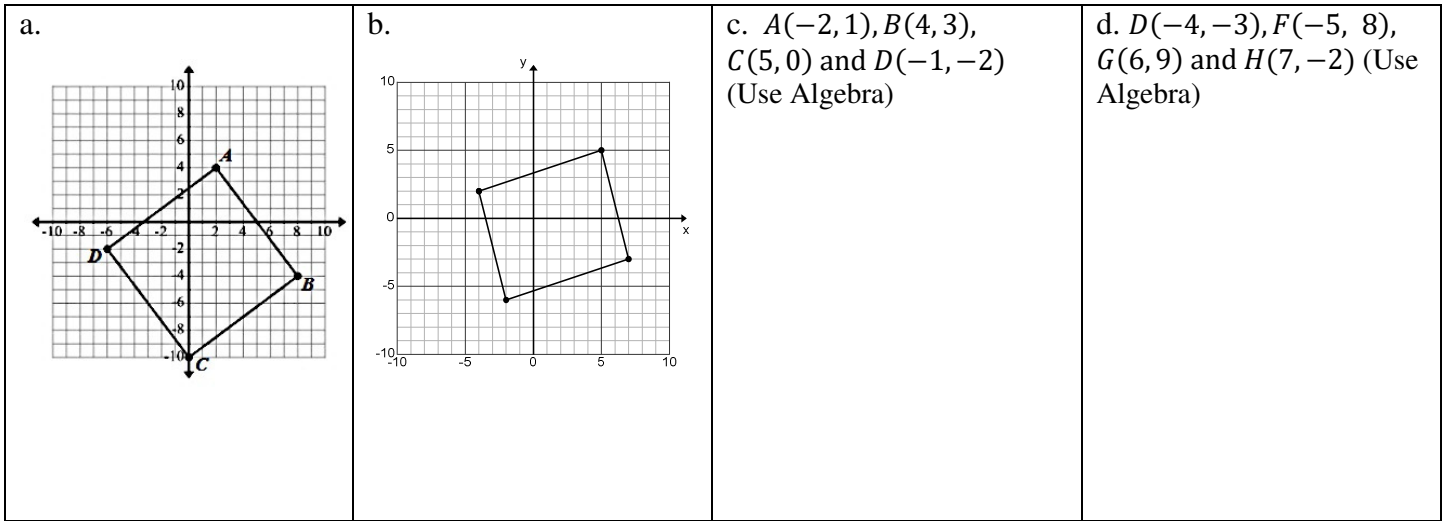 a.
10
8
6
A
4
2
-10 -8 -6 -4 -2 2 4 6 8 10
-2
D
-4
B
-6
-8
-10
C
b.
y
10
5
0
x
-5
-10
-10 -5 0 5 10
c. A(−2, 1), B(4, 3),
C(5, 0) and D(−1, −2)
(Use Algebra)
d. D(−4, −3), F(−5, 8),
G(6, 9) and H(7, −2) (Use
Algebra)